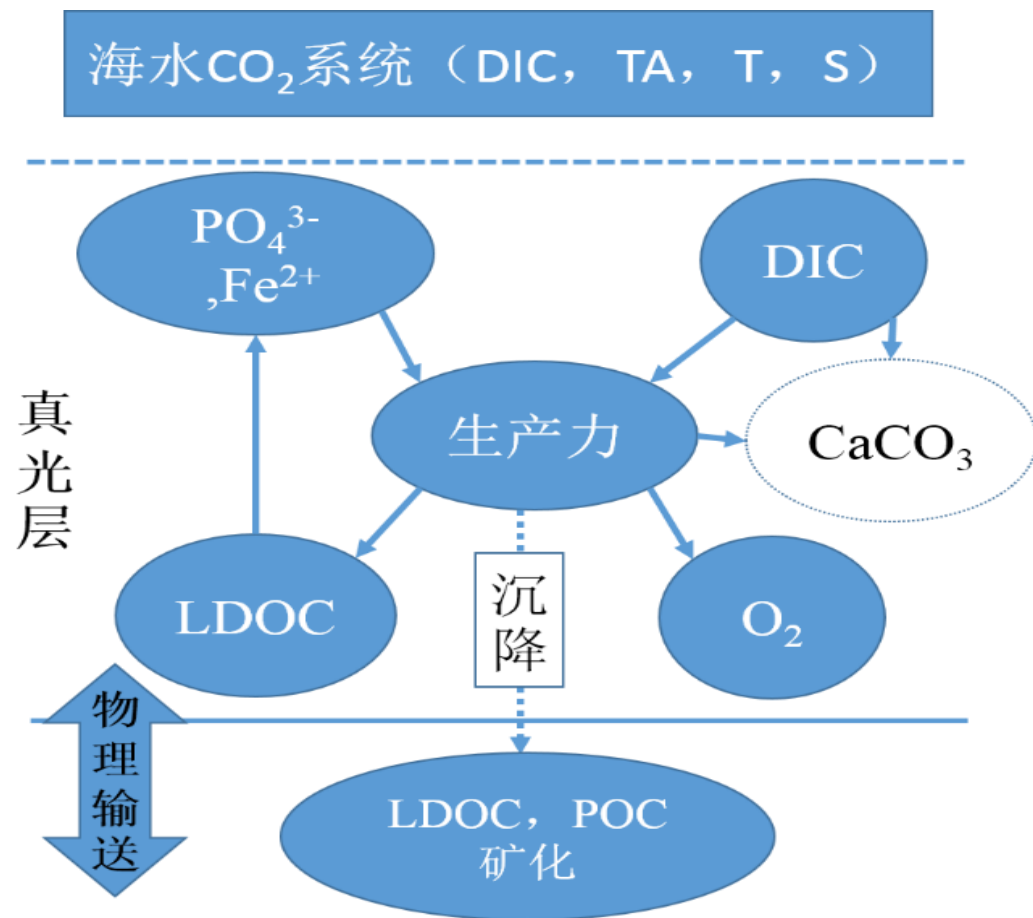 海水CO₂系统（DIC，TA，T，S）
PO₄³⁻
,Fe²⁺
DIC
生产力
CaCO₃
真
光
层
LDOC
沉
降
O₂
物
理
输
送
LDOC，POC
矿化